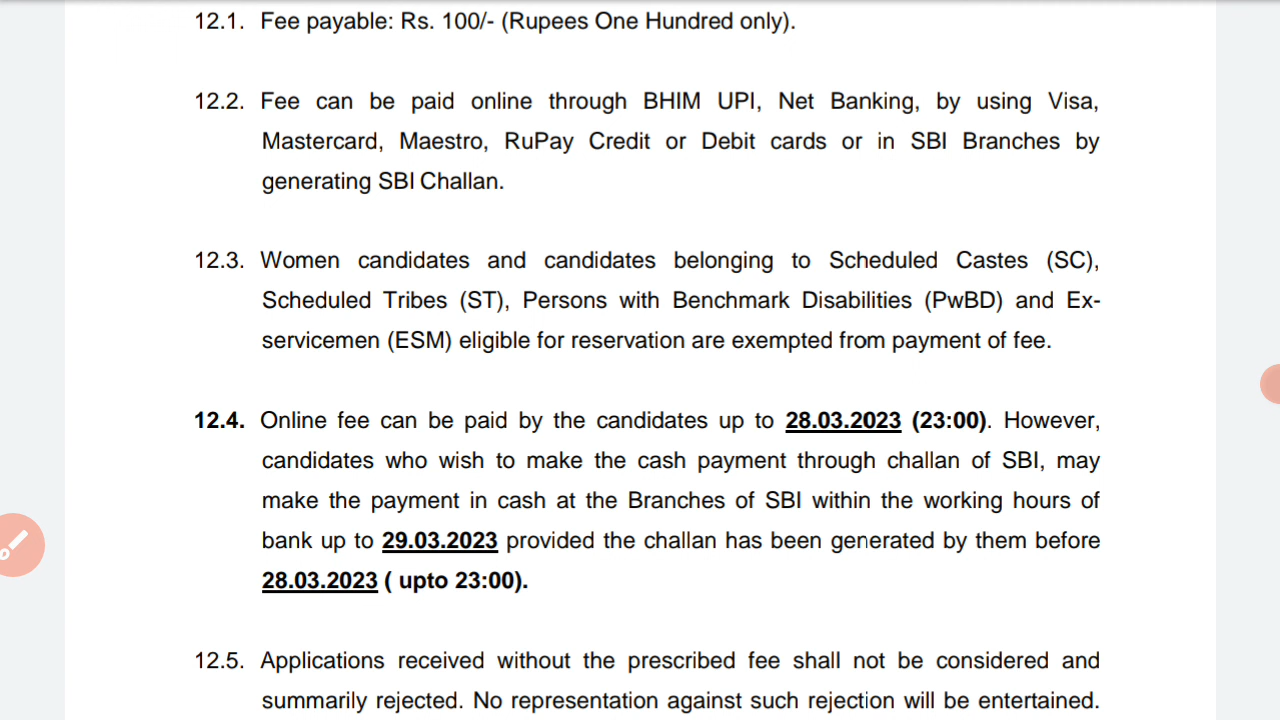 12.1. Fee payable: Rs. 100/- (Rupees One Hundred only).
12.2. Fee can be paid online through BHIM UPI, Net Banking, by using Visa,
Mastercard, Maestro, RuPay Credit or Debit cards or in SBI Branches by
generating SBI Challan.
12.3. Women candidates and candidates belonging to Scheduled Castes (SC),
Scheduled Tribes (ST), Persons with Benchmark Disabilities (PwBD) and Ex-
servicemen (ESM) eligible for reservation are exempted from payment of fee.
12.4. Online fee can be paid by the candidates up to 28.03.2023 (23:00). However,
candidates who wish to make the cash payment through challan of SBI, may
make the payment in cash at the Branches of SBI within the working hours of
bank up to 29.03.2023 provided the challan has been generated by them before
28.03.2023 ( upto 23:00).
12.5. Applications received without the prescribed fee shall not be considered and
summarily rejected. No representation against such rejection will be entertained.